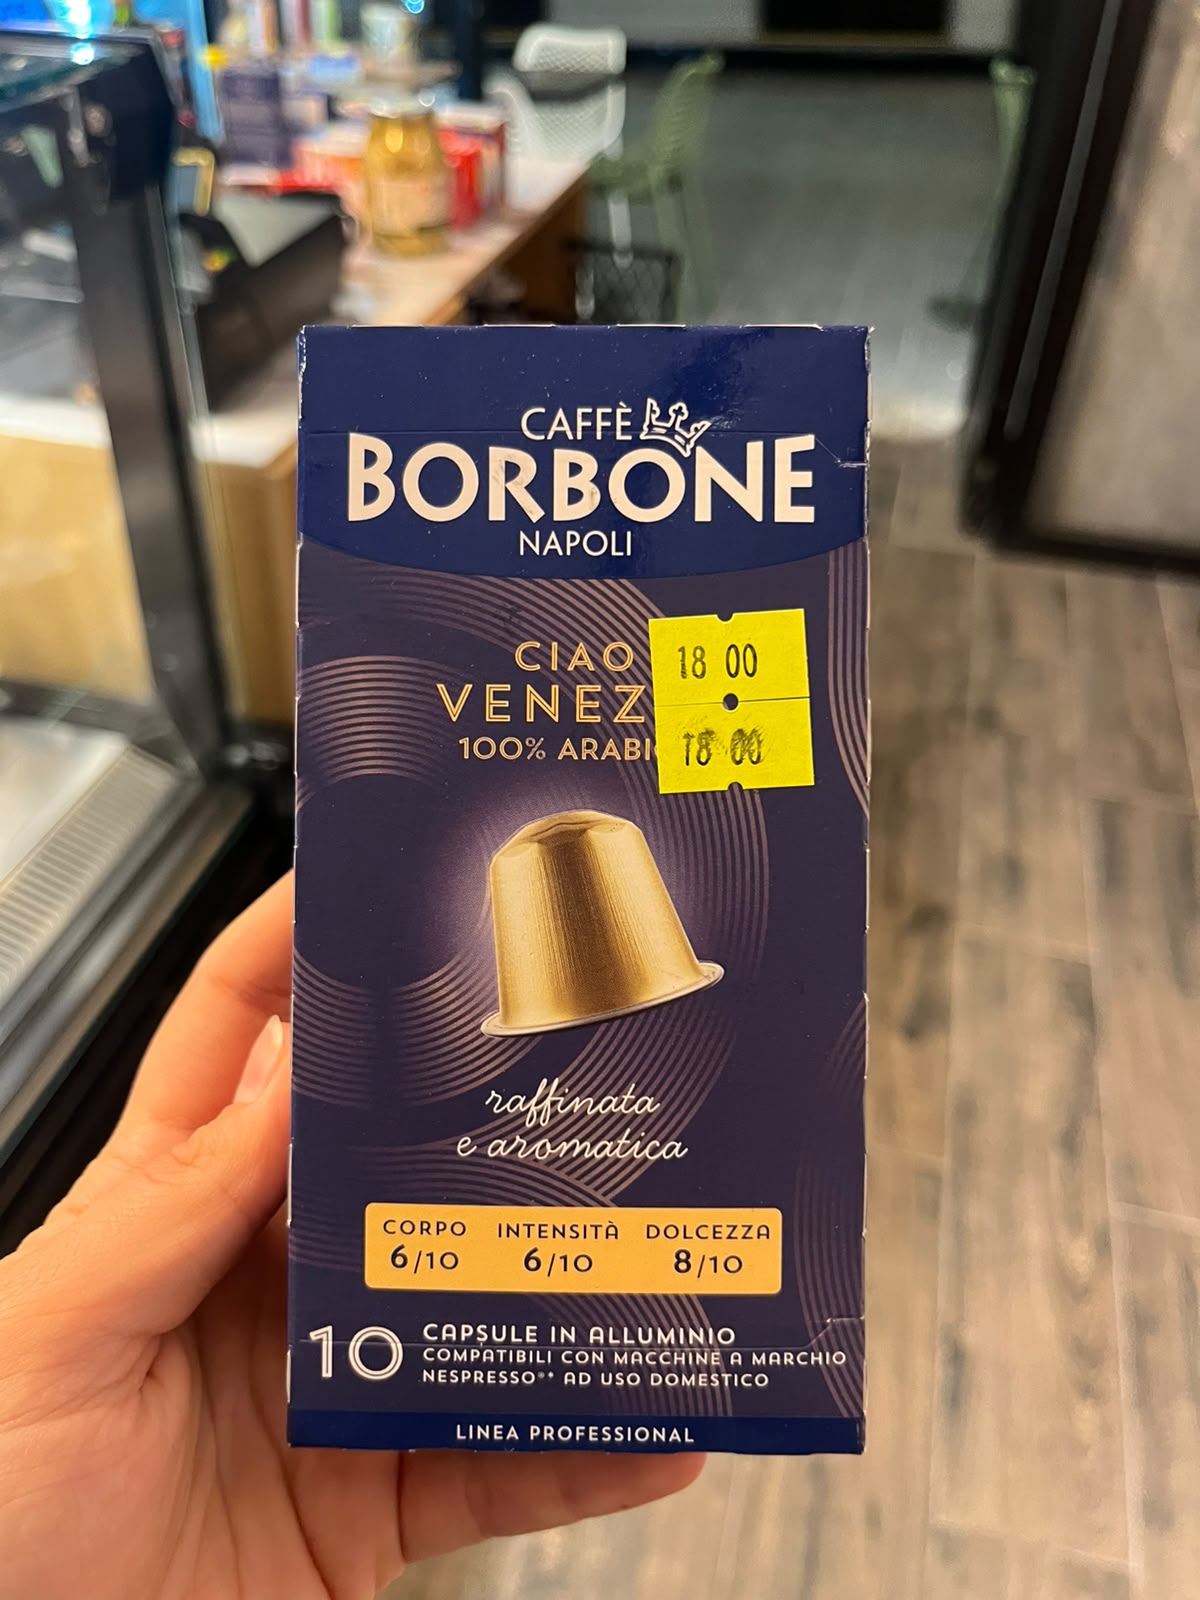 CAFFÈ
BORBONE
NAPOLI
CIAO
VENEZ
100% ARABI
18 00
18 00
raffinata
e aromatica
CORPO INTENSITÀ DOLCEZZA
6/10 6/10 8/10
10 CAPSULE IN ALLUMINIO
COMPATIBILI CON MACCHINE A MARCHIO
NESPRESSO®* AD USO DOMESTICO
LINEA PROFESSIONAL